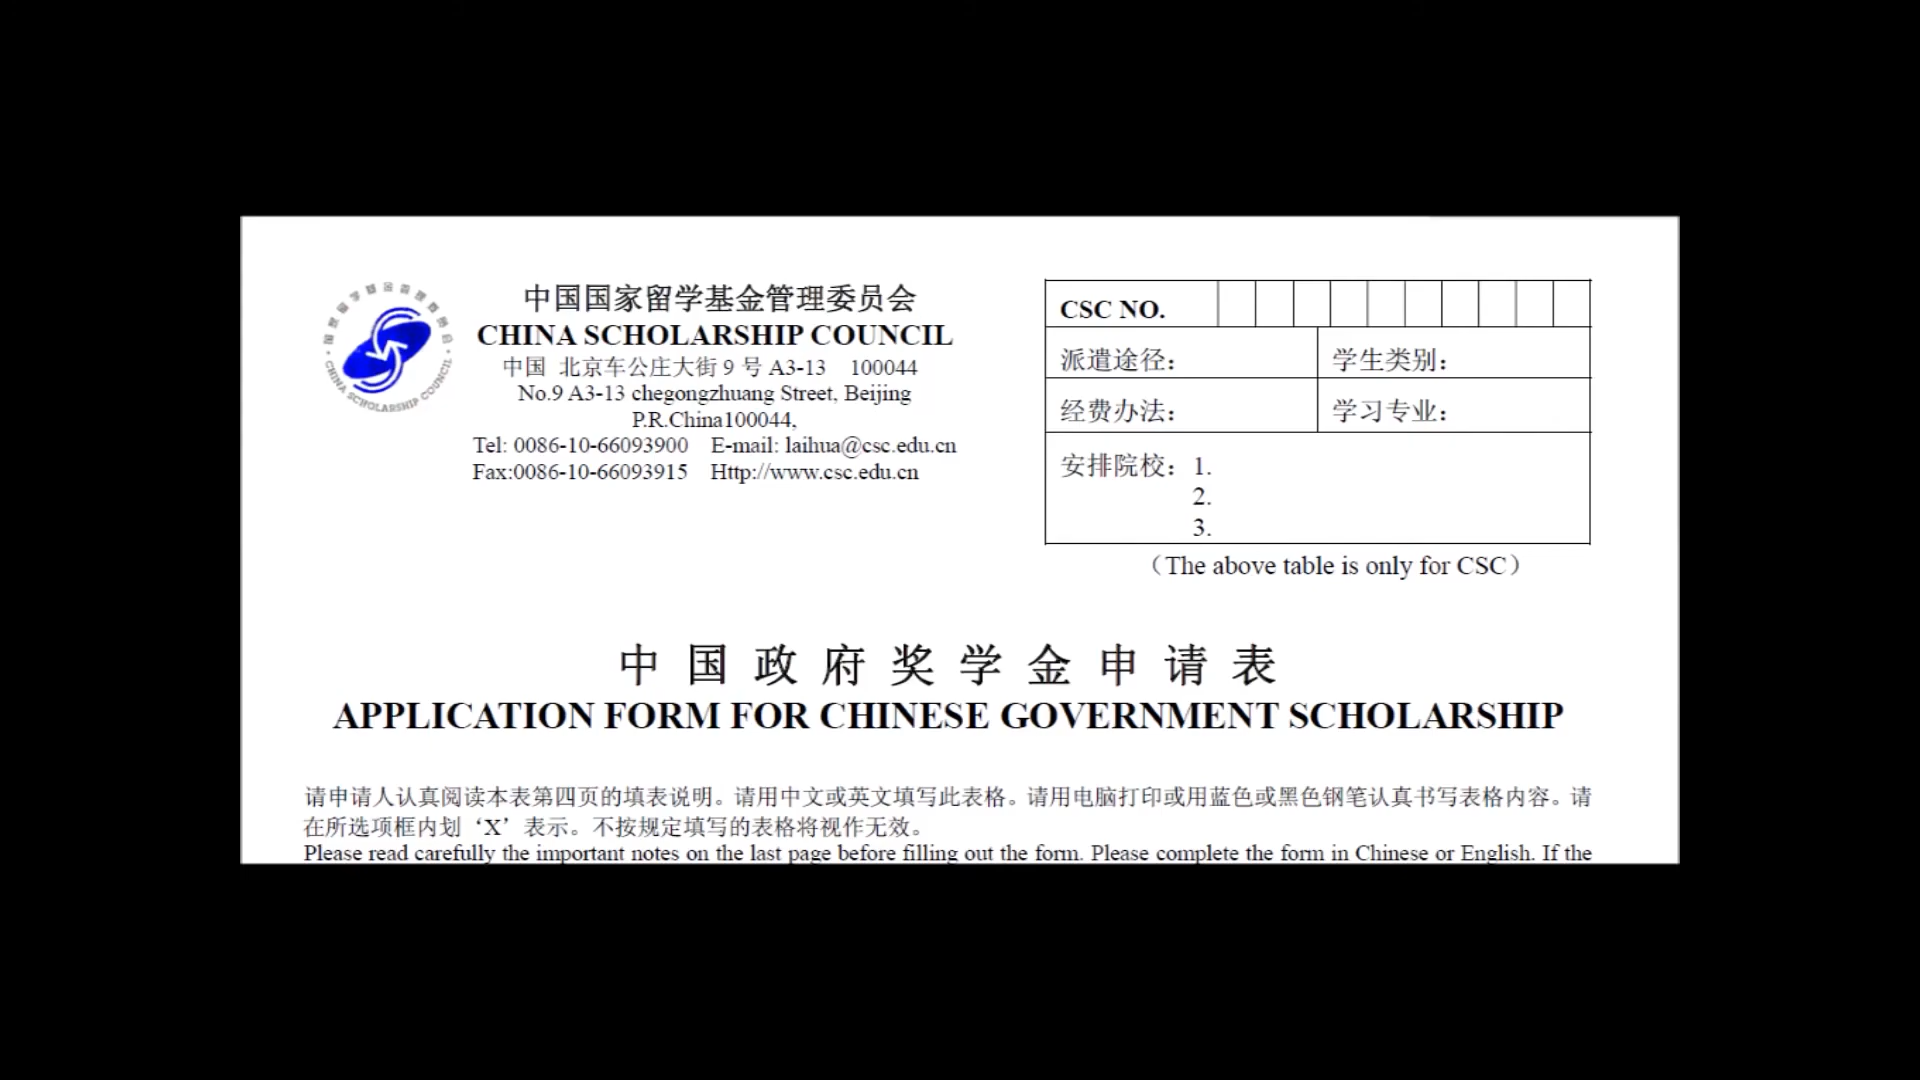 中国国家留学基金管理委员会
CHINA SCHOLARSHIP COUNCIL
中国 北京车公庄大街 9 号 A3-13 100044
No.9 A3-13 chegongzhuang Street, Beijing
P.R.China100044,
Tel: 0086-10-66093900 E-mail: laihua@csc.edu.cn
Fax:0086-10-66093915 Http://www.csc.edu.cn
CHINA SCHOLARSHIP COUNCIL
CSC NO.
派遣途径： 学生类别：
经费办法： 学习专业：
安排院校：1.
2.
3.
（The above table is only for CSC）
中 国 政 府 奖 学 金 申 请 表
APPLICATION FORM FOR CHINESE GOVERNMENT SCHOLARSHIP
请申请人认真阅读本表第四页的填表说明。请用中文或英文填写此表格。请用电脑打印或用蓝色或黑色钢笔认真书写表格内容。请
在所选项框内划‘X’表示。不按规定填写的表格将视作无效。
Please read carefully the important notes on the last page before filling out the form. Please complete the form in Chinese or English. If the